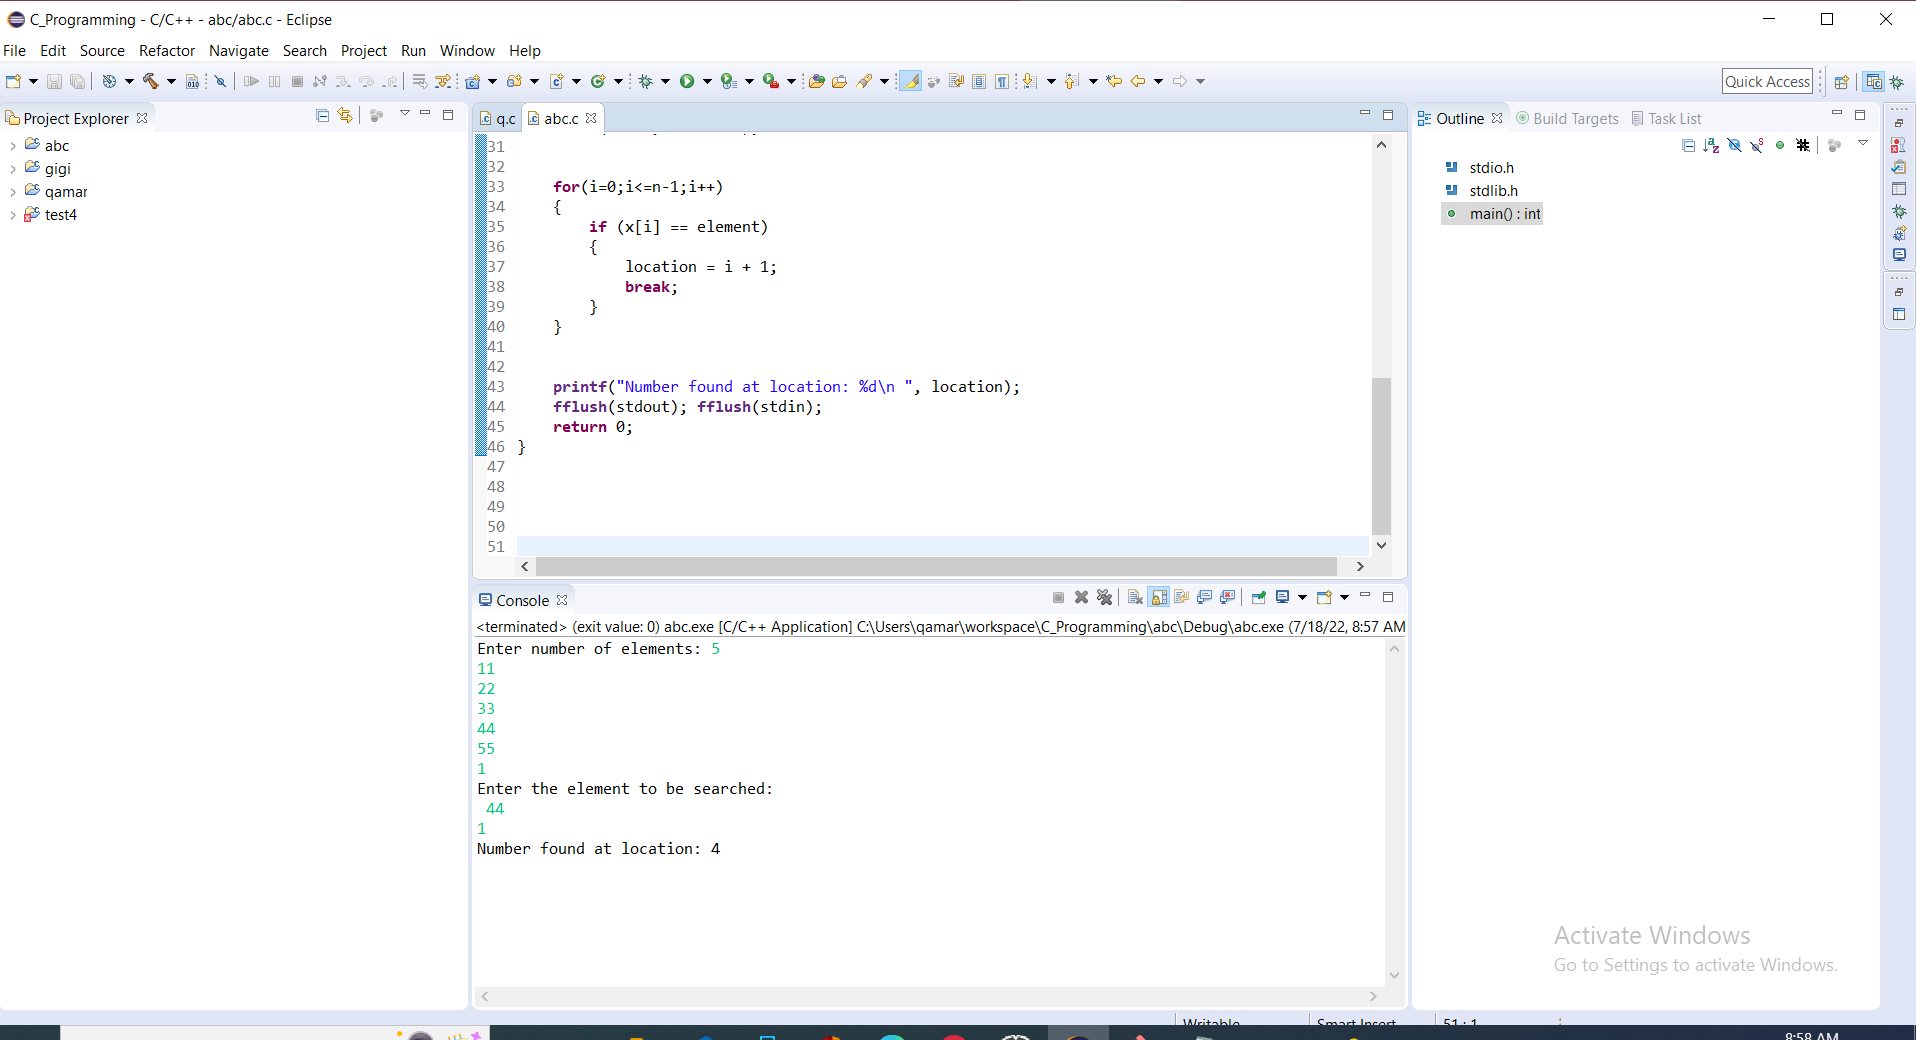 C_Programming - C/C++ - abc/abc.c - Eclipse
File Edit Source Refactor Navigate Search Project Run Window Help
Quick Access
Project Explorer
abc
gigi
qamar
test4
q.c abc.c
31
32
33 for(i=0;i<=n-1;i++)
34 {
35 if (x[i] == element)
36 {
37 location = i + 1;
38 break;
39 }
40 }
41
42
43 printf("Number found at location: %d\n ", location);
44 fflush(stdout); fflush(stdin);
45 return 0;
46 }
47
48
49
50
51
Outline Build Targets Task List
stdio.h
stdlib.h
main() : int
Console
<terminated> (exit value: 0) abc.exe [C/C++ Application] C:\Users\qamar\workspace\C_Programming\abc\Debug\abc.exe (7/18/22, 8:57 AM
Enter number of elements: 5
11
22
33
44
55
1
Enter the element to be searched:
44
1
Number found at location: 4
Activate Windows
Go to Settings to activate Windows.
Writable Smart Insert 51 : 1
8:58 AM